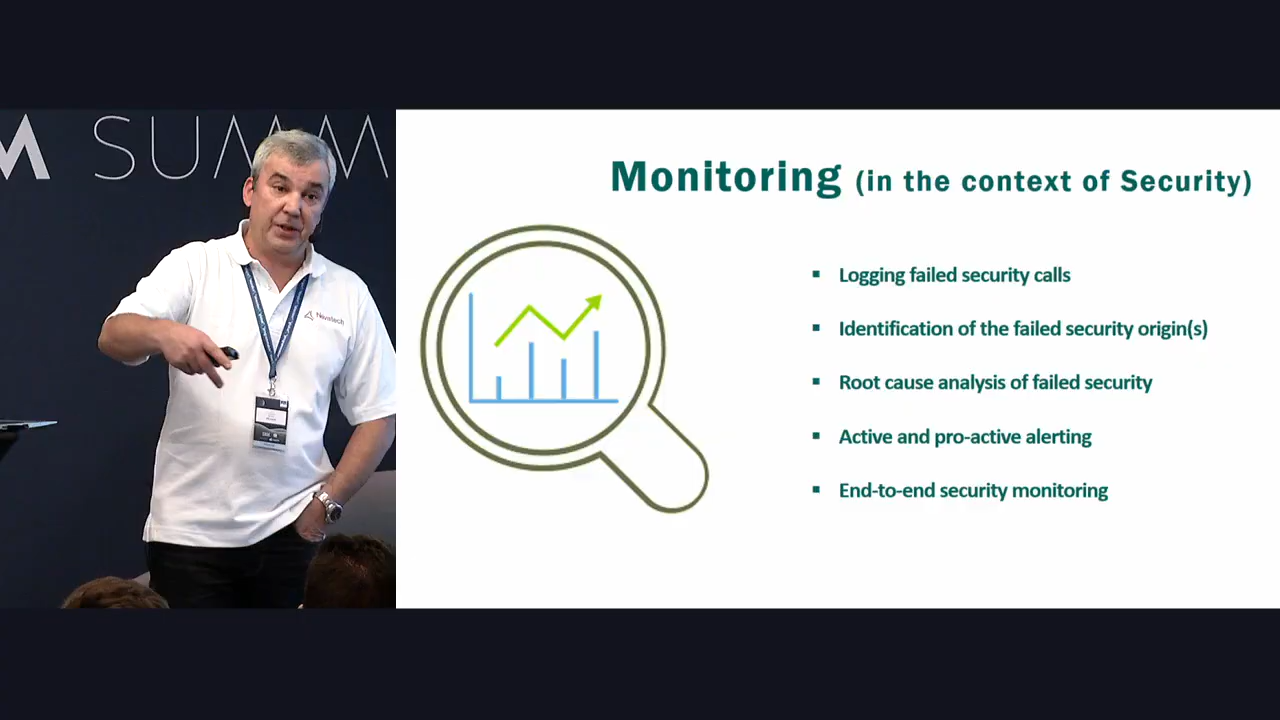 M SUMM
Novatech
Monitoring (in the context of Security)
▪ Logging failed security calls
▪ Identification of the failed security origin(s)
▪ Root cause analysis of failed security
▪ Active and pro-active alerting
▪ End-to-end security monitoring